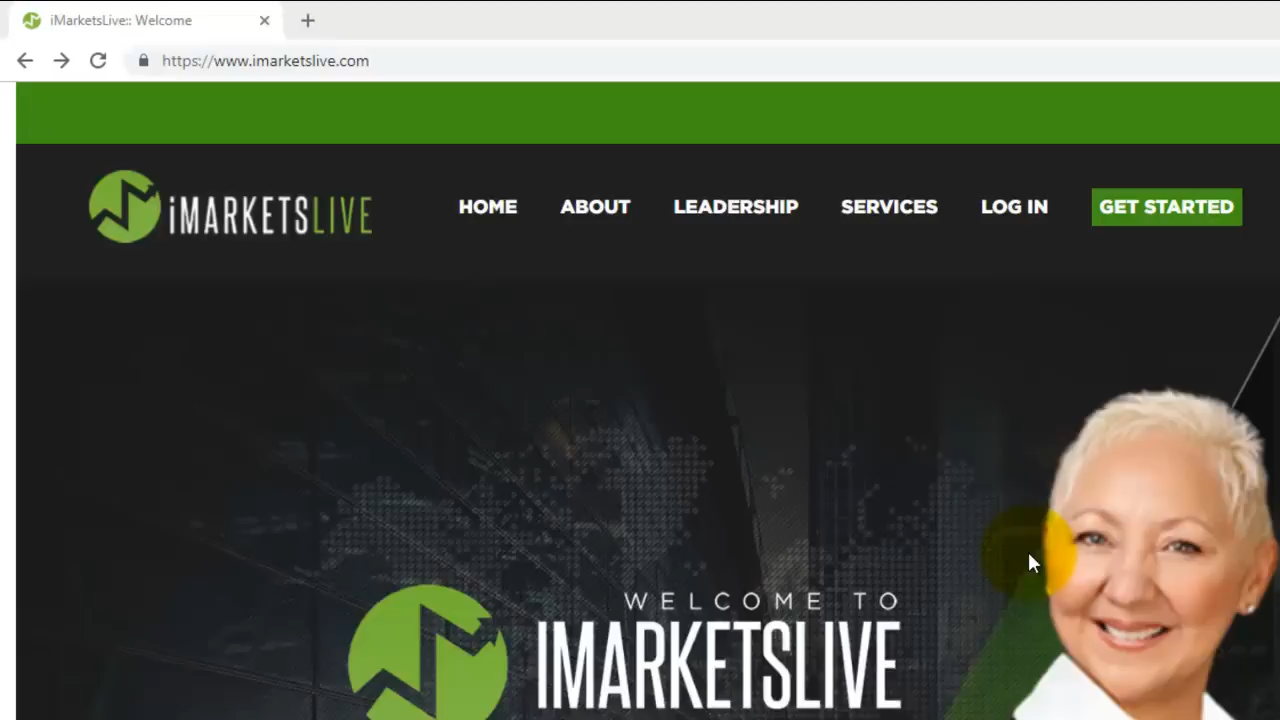 iMarketsLive:: Welcome
https://www.imarketslive.com
iMARKETSLIVE
HOME ABOUT LEADERSHIP SERVICES LOG IN GET STARTED
WELCOME TO
IMARKETSLIVE